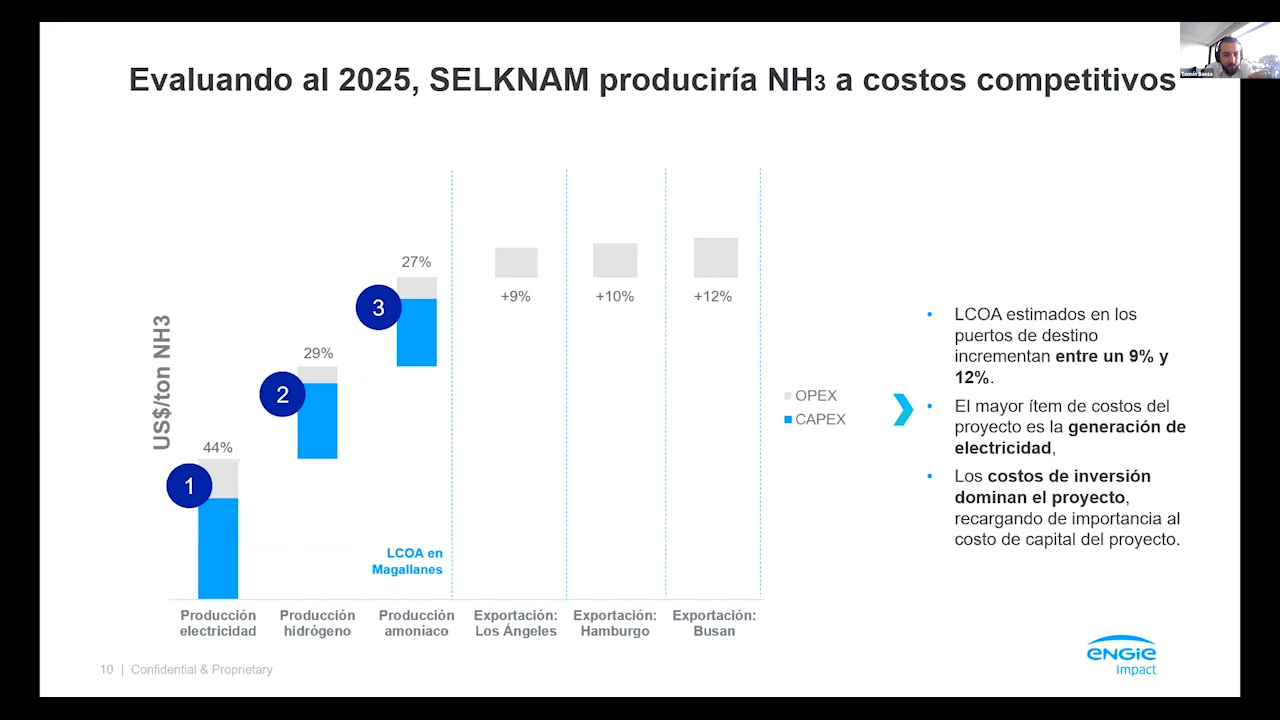 Evaluando al 2025, SELKNAM produciría NH3 a costos competitivos
Tomás Baeza
US$/ton NH3
44%
29%
27%
1
2
3
+9%
+10%
+12%
LCOA en
Magallanes
Producción
electricidad
Producción
hidrógeno
Producción
amoníaco
Exportación:
Los Ángeles
Exportación:
Hamburgo
Exportación:
Busan
OPEX
CAPEX
• LCOA estimados en los
puertos de destino
incrementan entre un 9% y
12%.
• El mayor ítem de costos del
proyecto es la generación de
electricidad,
• Los costos de inversión
dominan el proyecto,
recargando de importancia al
costo de capital del proyecto.
10 | Confidential & Proprietary
ENGIE
Impact